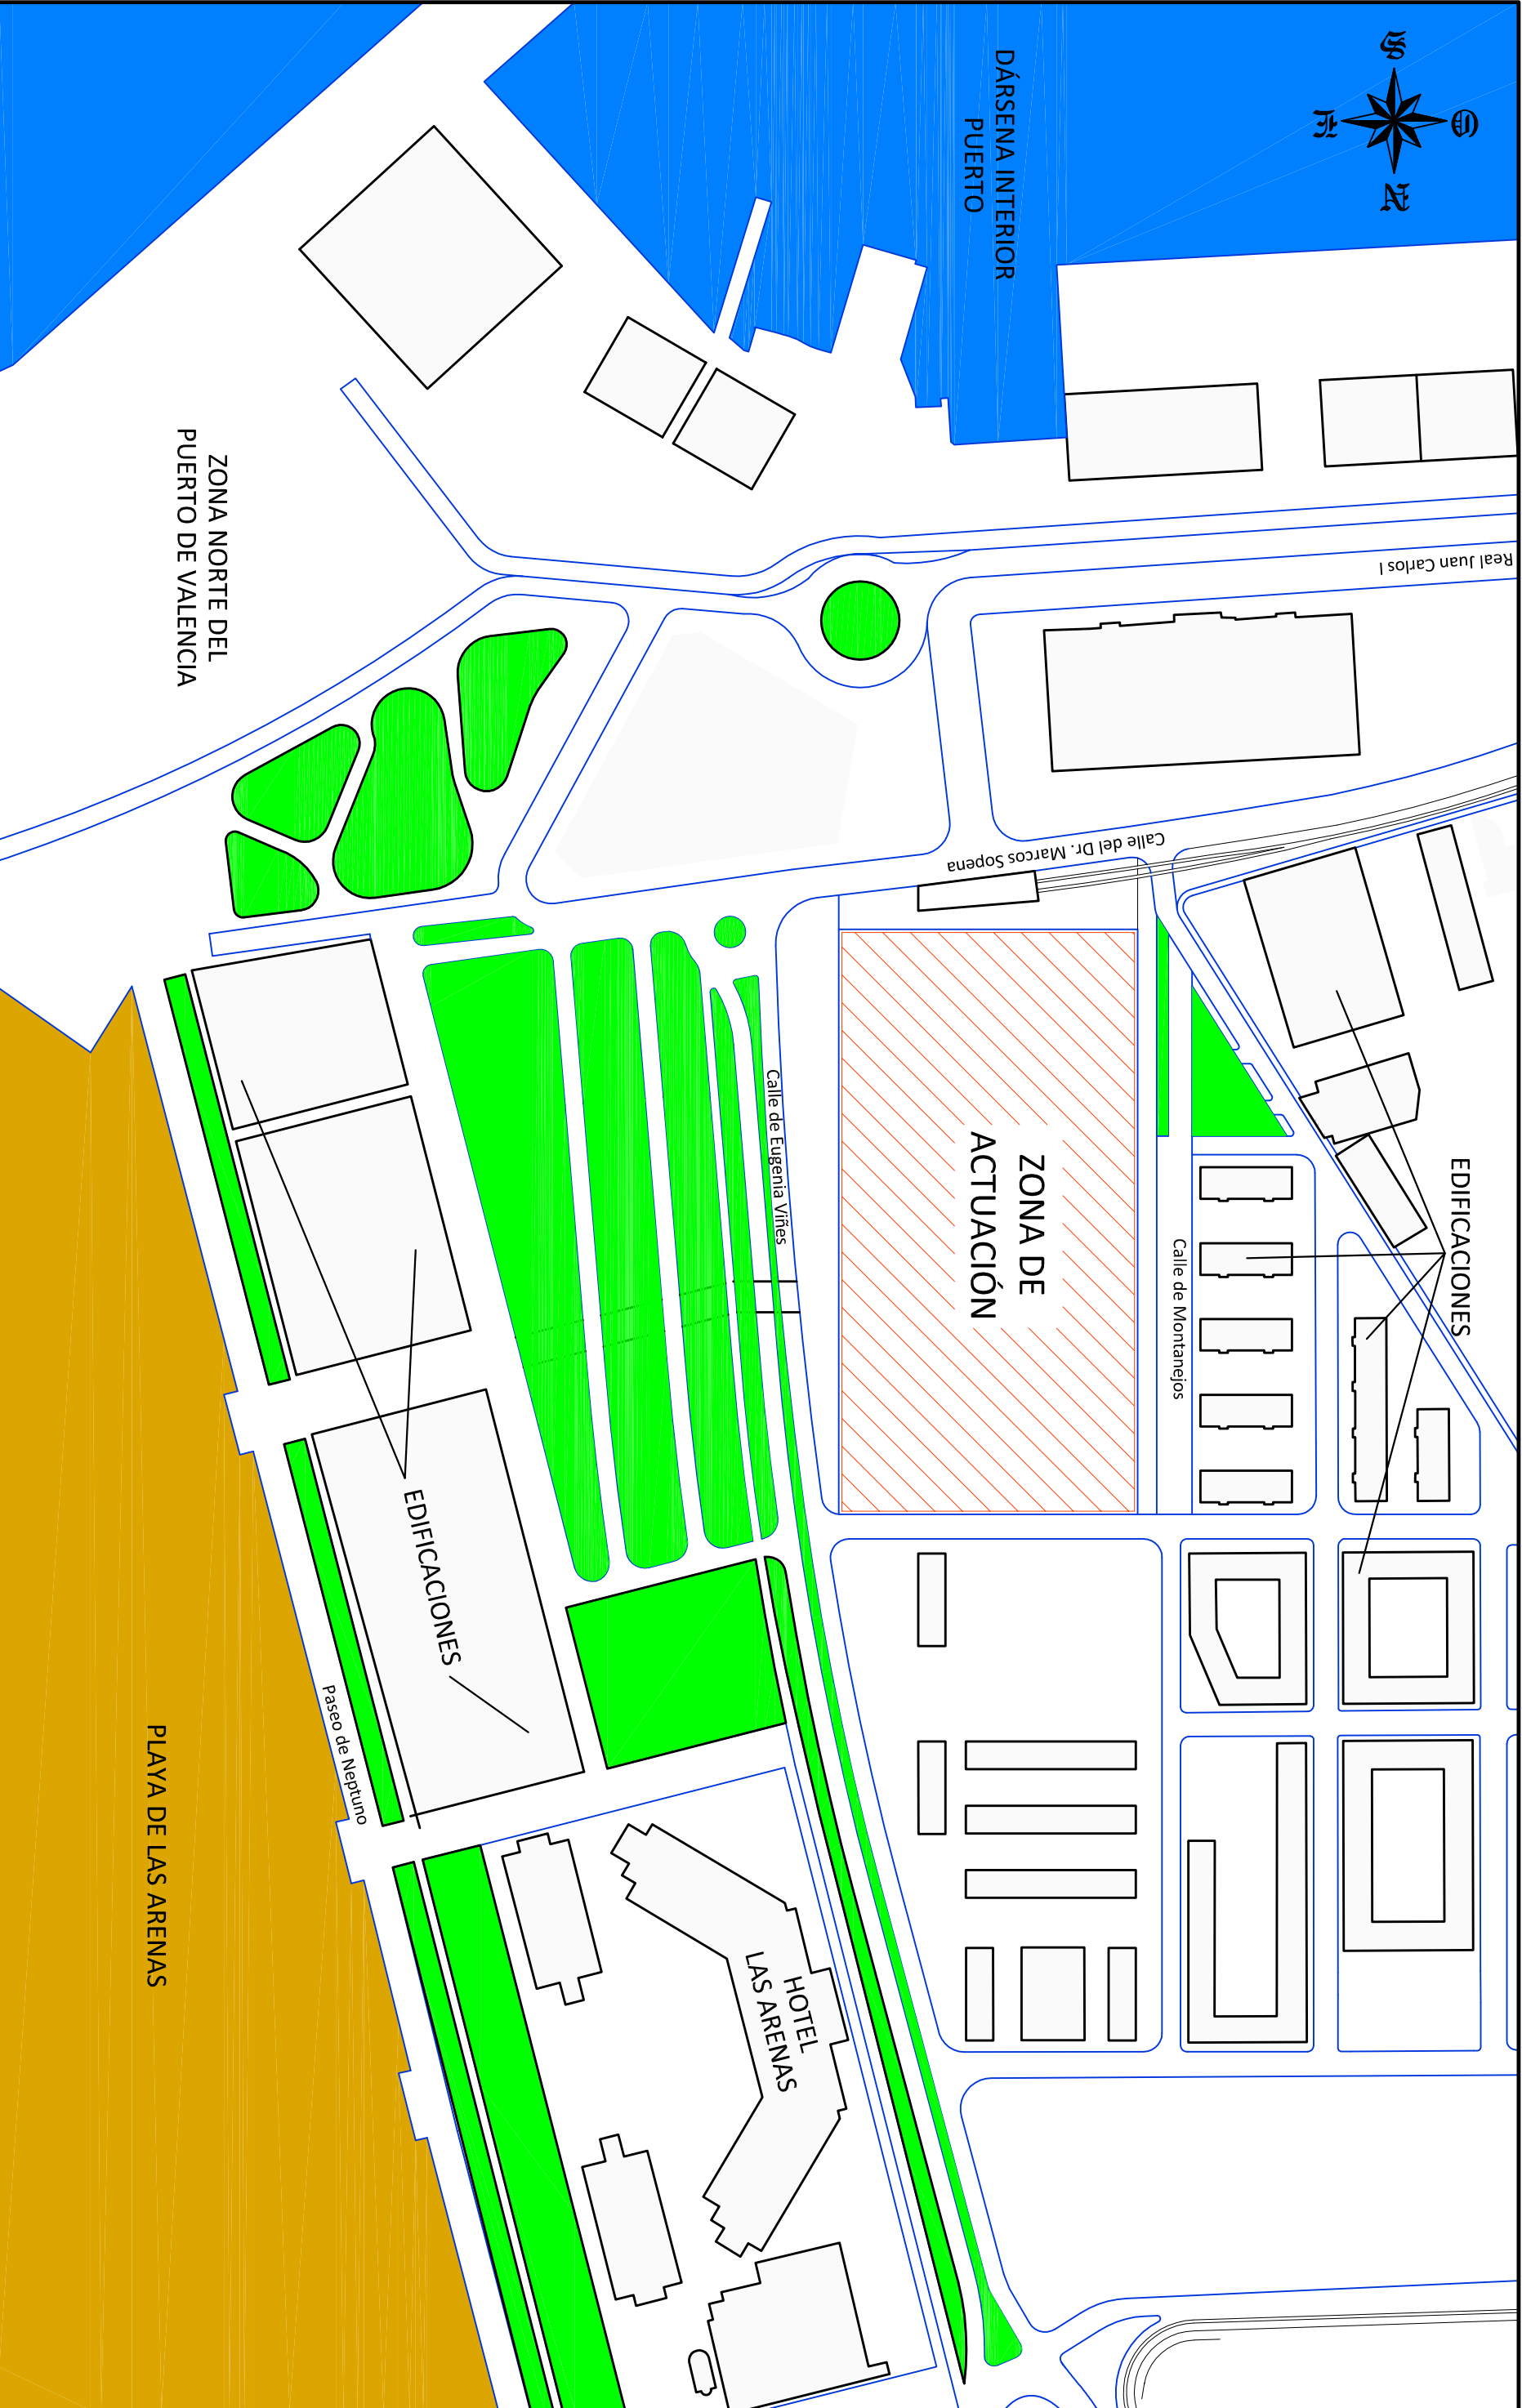 S
O
E
N
DÁRSENA INTERIOR
PUERTO
Real Juan Carlos I
ZONA NORTE DEL
PUERTO DE VALENCIA
Calle del Dr. Marcos Sopena
Calle de Eugenia Viñes
ZONA DE
ACTUACIÓN
Calle de Montanejos
EDIFICACIONES
EDIFICACIONES
Paseo de Neptuno
PLAYA DE LAS ARENAS
HOTEL
LAS ARENAS